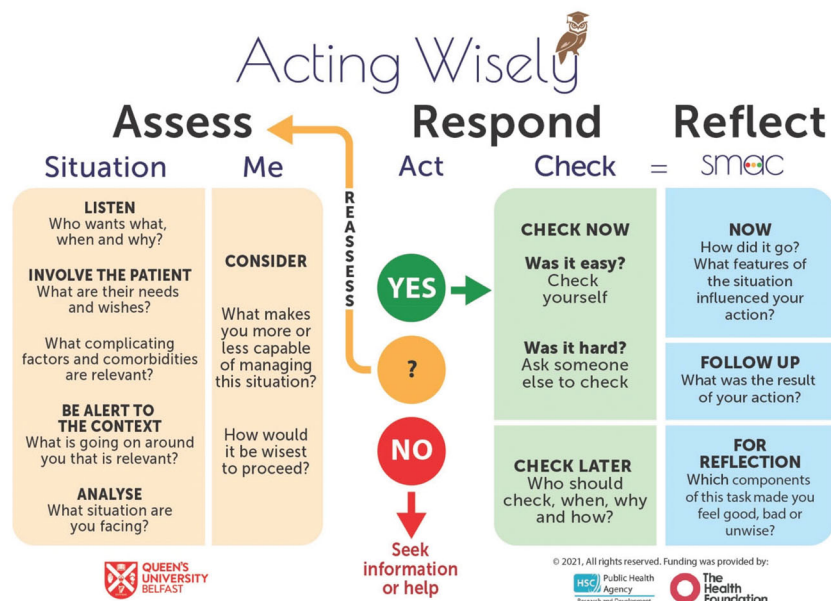 Acting Wisely
Assess
Respond
Reflect
Situation
Me
Act
Check
=
smac
LISTEN
Who wants what,
when and why?
INVOLVE THE PATIENT
What are their needs
and wishes?
What complicating
factors and comorbidities
are relevant?
BE ALERT TO
THE CONTEXT
What is going on around
you that is relevant?
ANALYSE
What situation are
you facing?
CONSIDER
What makes
you more or
less capable
of managing
this situation?
How would
it be wisest
to proceed?
REASSESS
YES
?
NO
Seek
information
or help
CHECK NOW
Was it easy?
Check
yourself
Was it hard?
Ask someone
else to check
CHECK LATER
Who should
check, when, why
and how?
NOW
How did it go?
What features of
the situation
influenced your
action?
FOLLOW UP
What was the result
of your action?
FOR
REFLECTION
Which components
of this task made you
feel good, bad or
unwise?
QUEEN'S
UNIVERSITY
BELFAST
© 2021, All rights reserved. Funding was provided by:
HSC Public Health
Agency
Research and Development
The
Health
Foundation